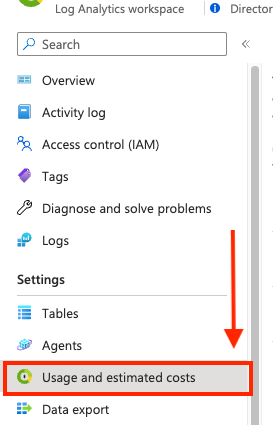 Log Analytics workspace
Director
Search
Overview
Activity log
Access control (IAM)
Tags
Diagnose and solve problems
Logs
Settings
Tables
Agents
Usage and estimated costs
Data export